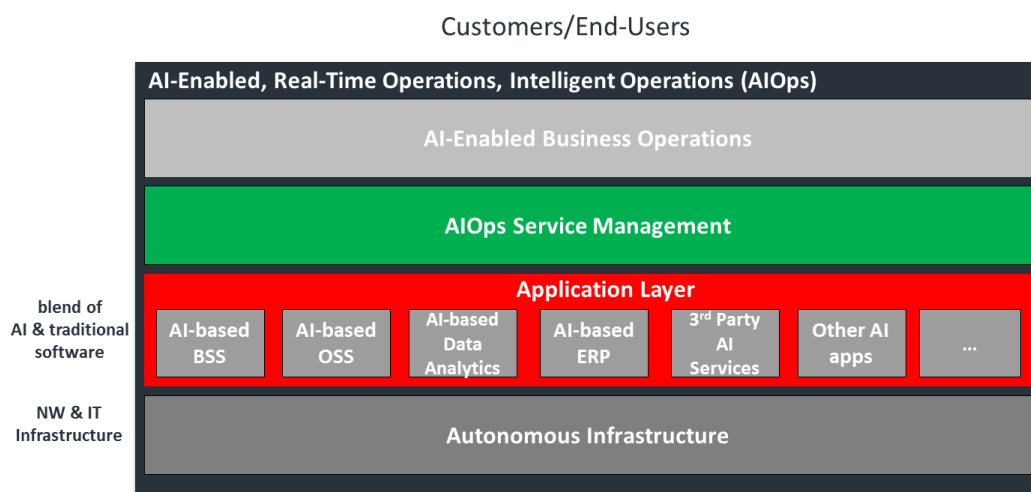 Customers/End-Users
AI-Enabled, Real-Time Operations, Intelligent Operations (AIOps)
AI-Enabled Business Operations
AIOps Service Management
Application Layer
blend of
AI & traditional
software
AI-based
BSS
AI-based
OSS
AI-based
Data
Analytics
AI-based
ERP
3rd Party
AI
Services
Other AI
apps
...
NW & IT
Infrastructure
Autonomous Infrastructure